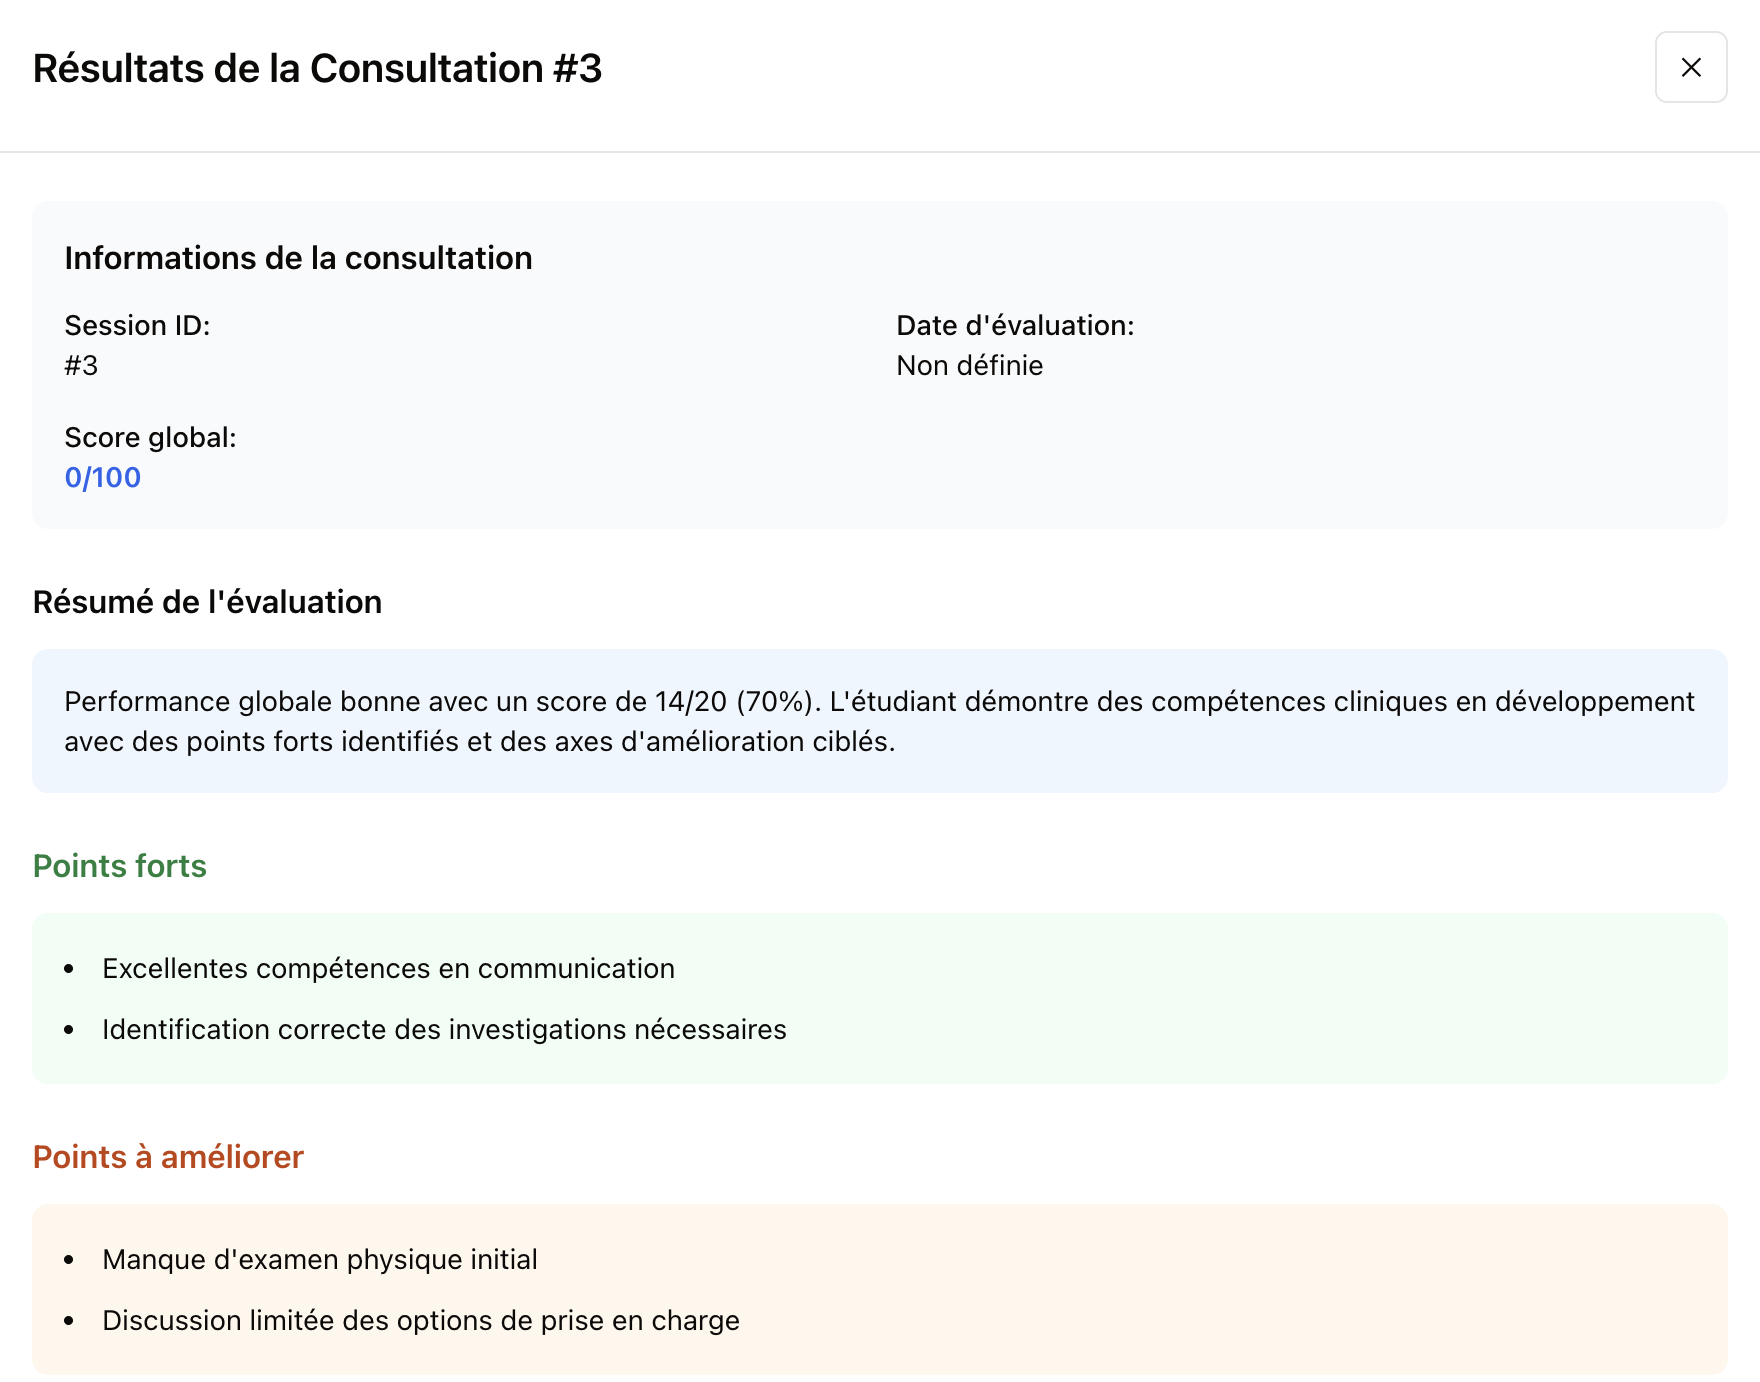 Résultats de la Consultation #3
Informations de la consultation
Session ID:
#3
Date d'évaluation:
Non définie
Score global:
0/100
Résumé de l'évaluation
Performance globale bonne avec un score de 14/20 (70%). L'étudiant démontre des compétences cliniques en développement
avec des points forts identifiés et des axes d'amélioration ciblés.
Points forts
• Excellentes compétences en communication
• Identification correcte des investigations nécessaires
Points à améliorer
• Manque d'examen physique initial
• Discussion limitée des options de prise en charge